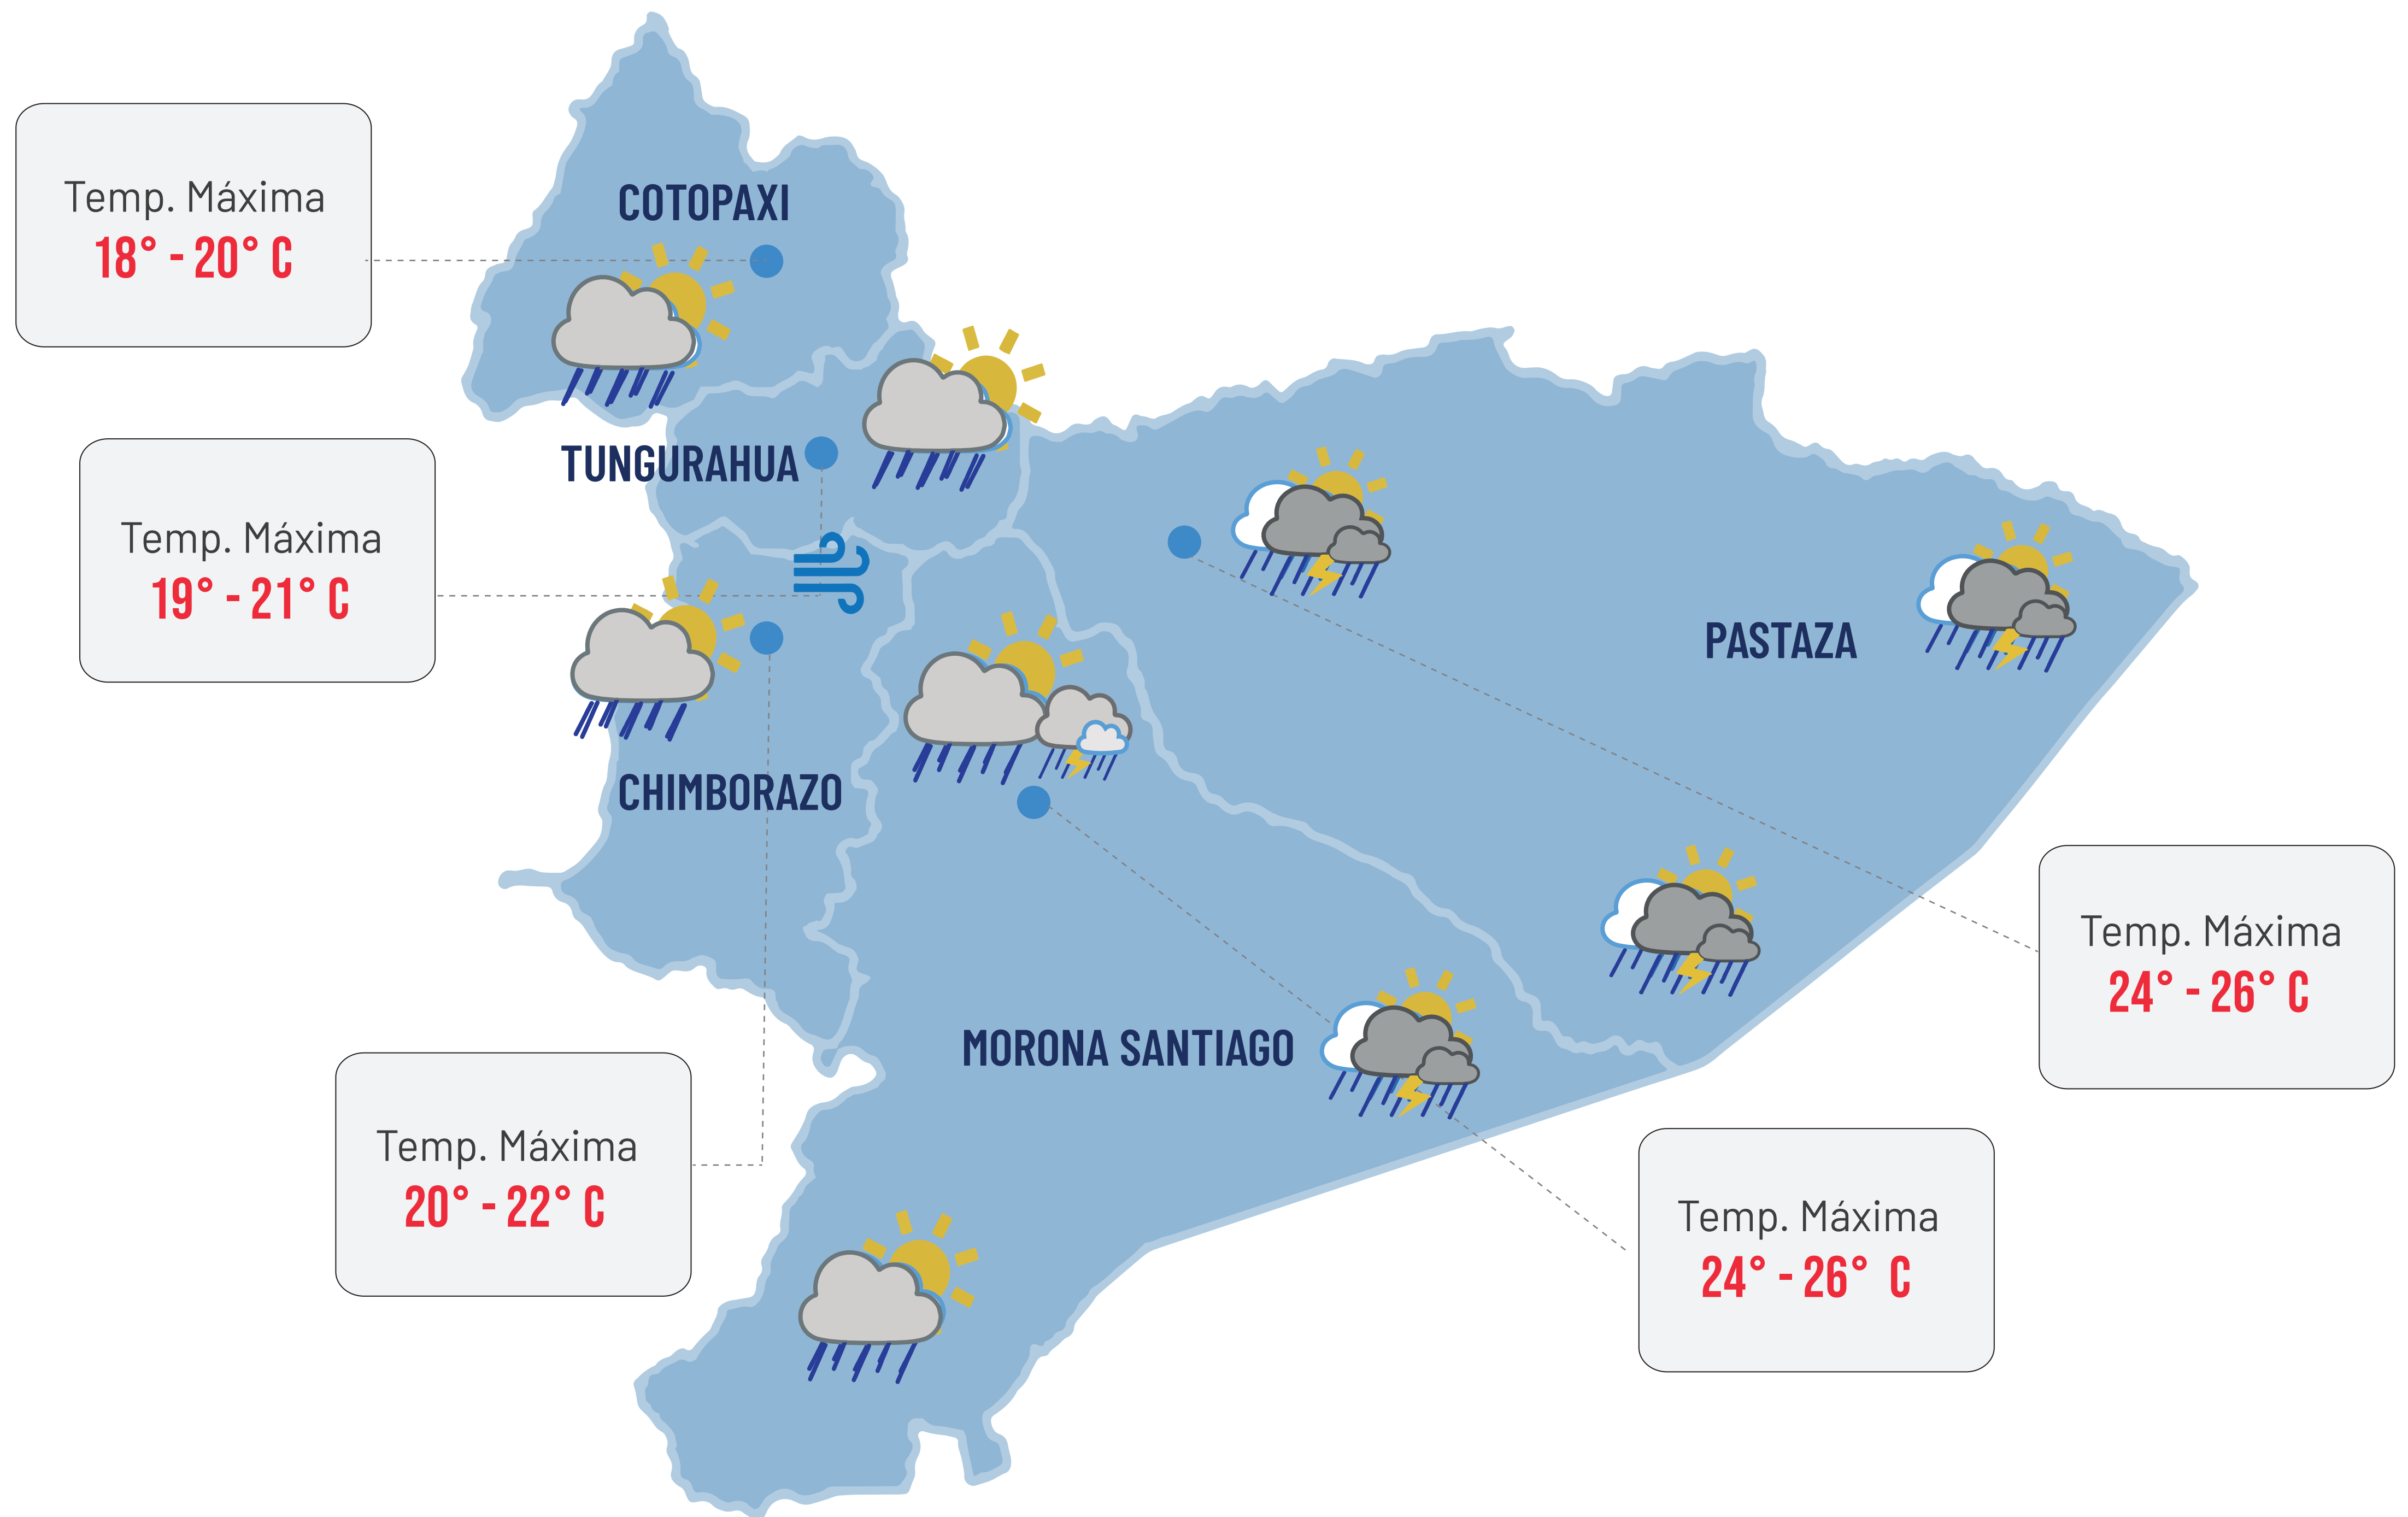 COTOPAXI
Temp. Máxima
18° - 20° C
TUNGURAHUA
Temp. Máxima
19° - 21° C
PASTAZA
CHIMBORAZO
Temp. Máxima
24° - 26° C
MORONA SANTIAGO
Temp. Máxima
20° - 22° C
Temp. Máxima
24° - 26° C